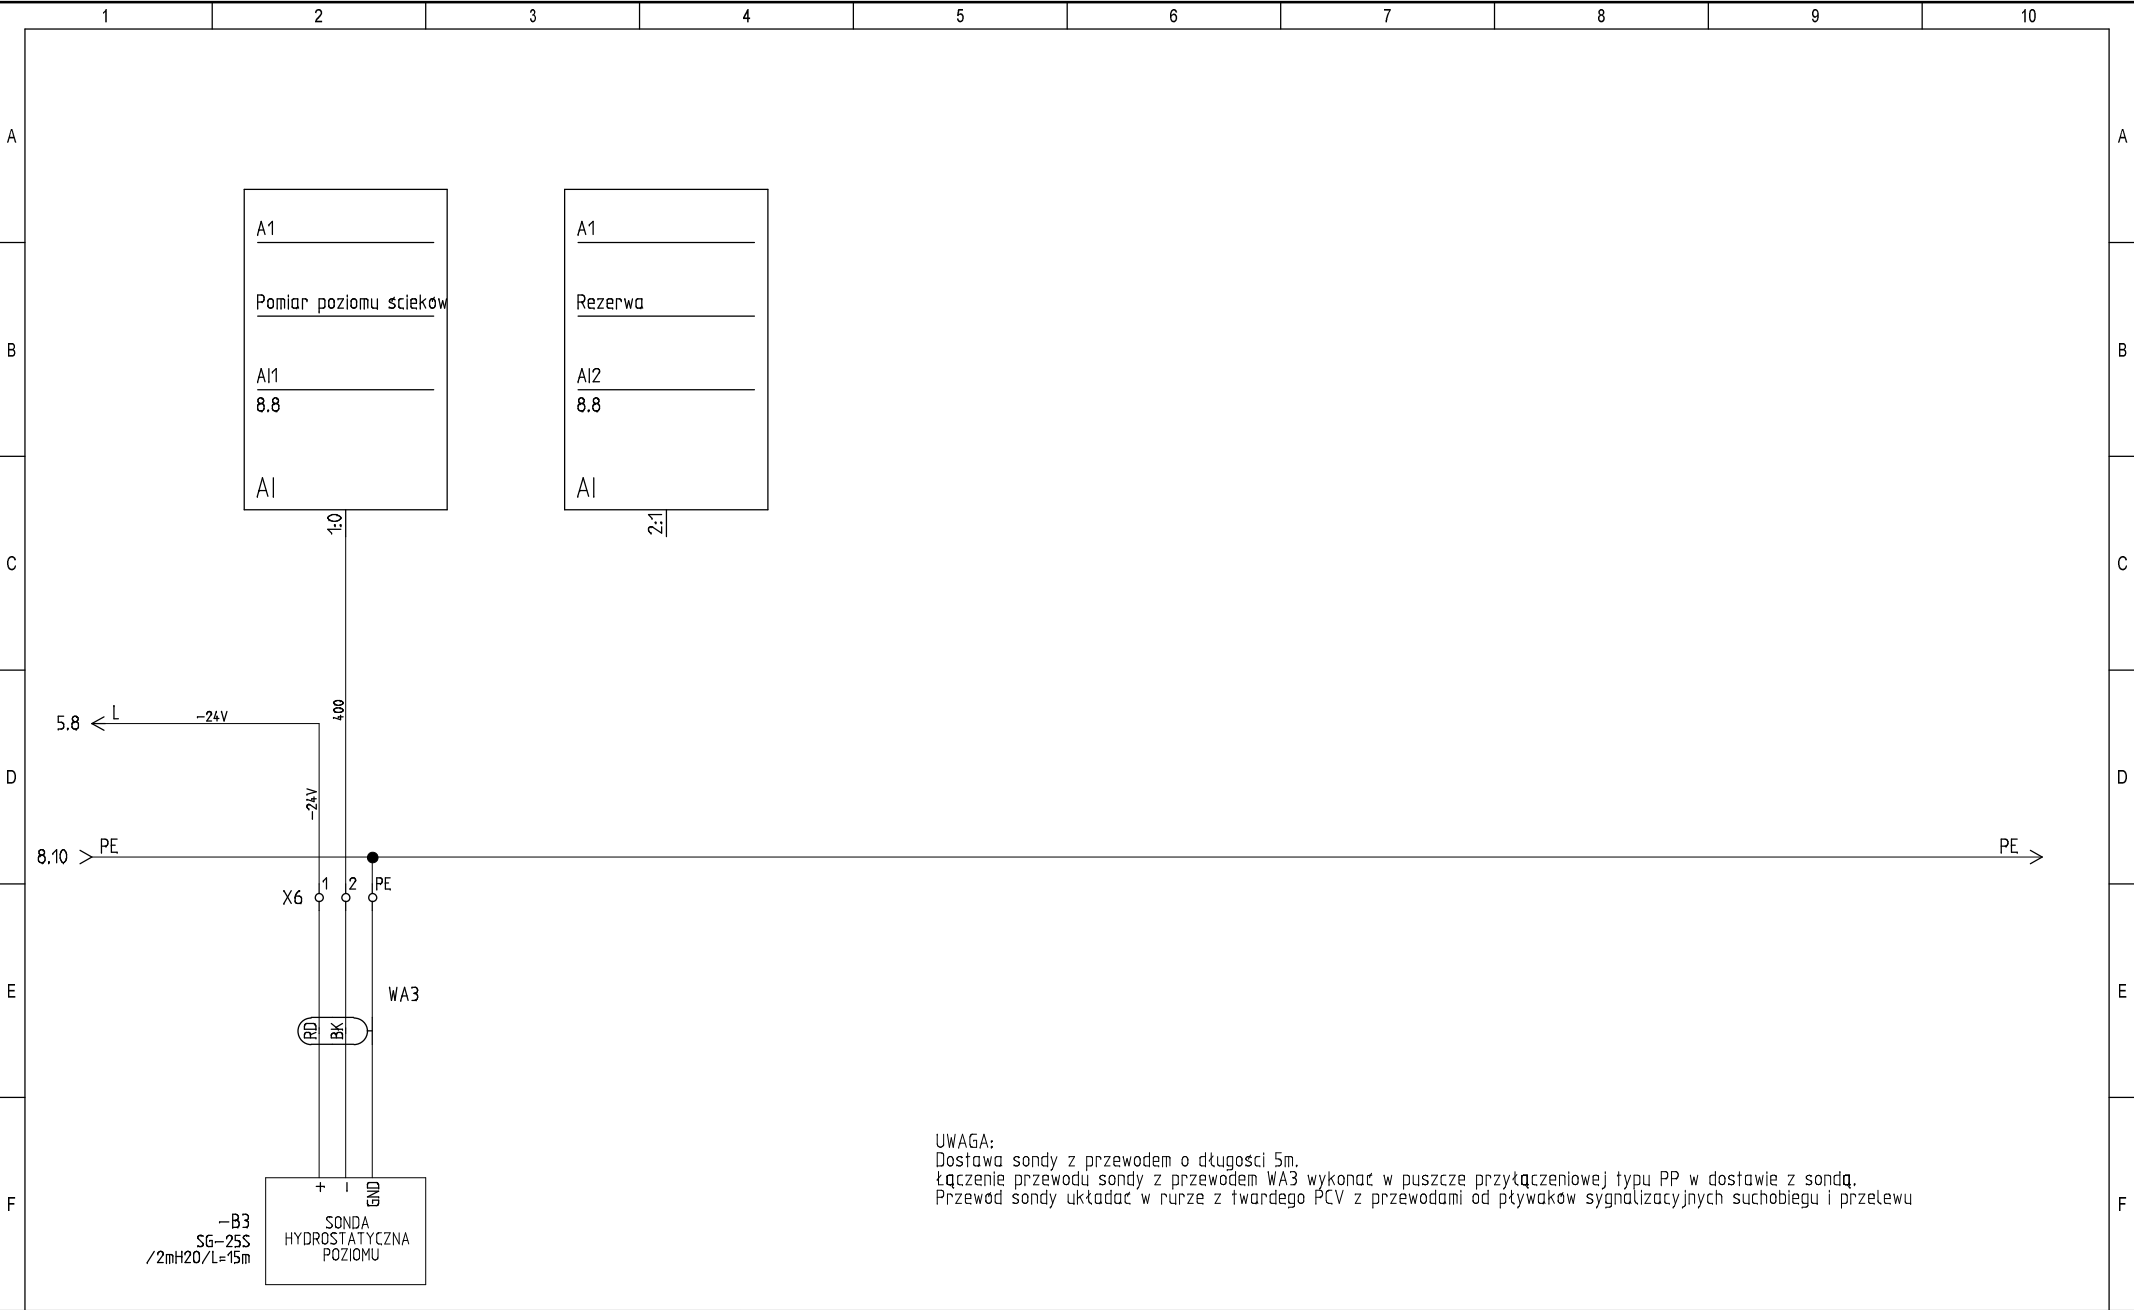 1 2 3 4 5 6 7 8 9 10
A A
A1 A1
Pomiar poziomu ścieków Rezerwa
B B
AI1 AI2
8.8 8.8
AI AI
1:0 2:1
C C
400
5.8 L -24V
D D
-24V
8.10 PE PE
X6 1 2 PE
E WA3 E
RD BK
UWAGA:
Dostawa sondy z przewodem o długości 5m.
Łączenie przewodu sondy z przewodem WA3 wykonać w puszcze przyłączeniowej typu PP w dostawie z sondą.
Przewód sondy układać w rurze z twardego PCV z przewodami od pływaków sygnalizacyjnych suchobiegu i przelewu
+ - GND
F F
-B3
SG-25S
/2mH2O/L=15m
SONDA
HYDROSTATYCZNA
POZIOMU